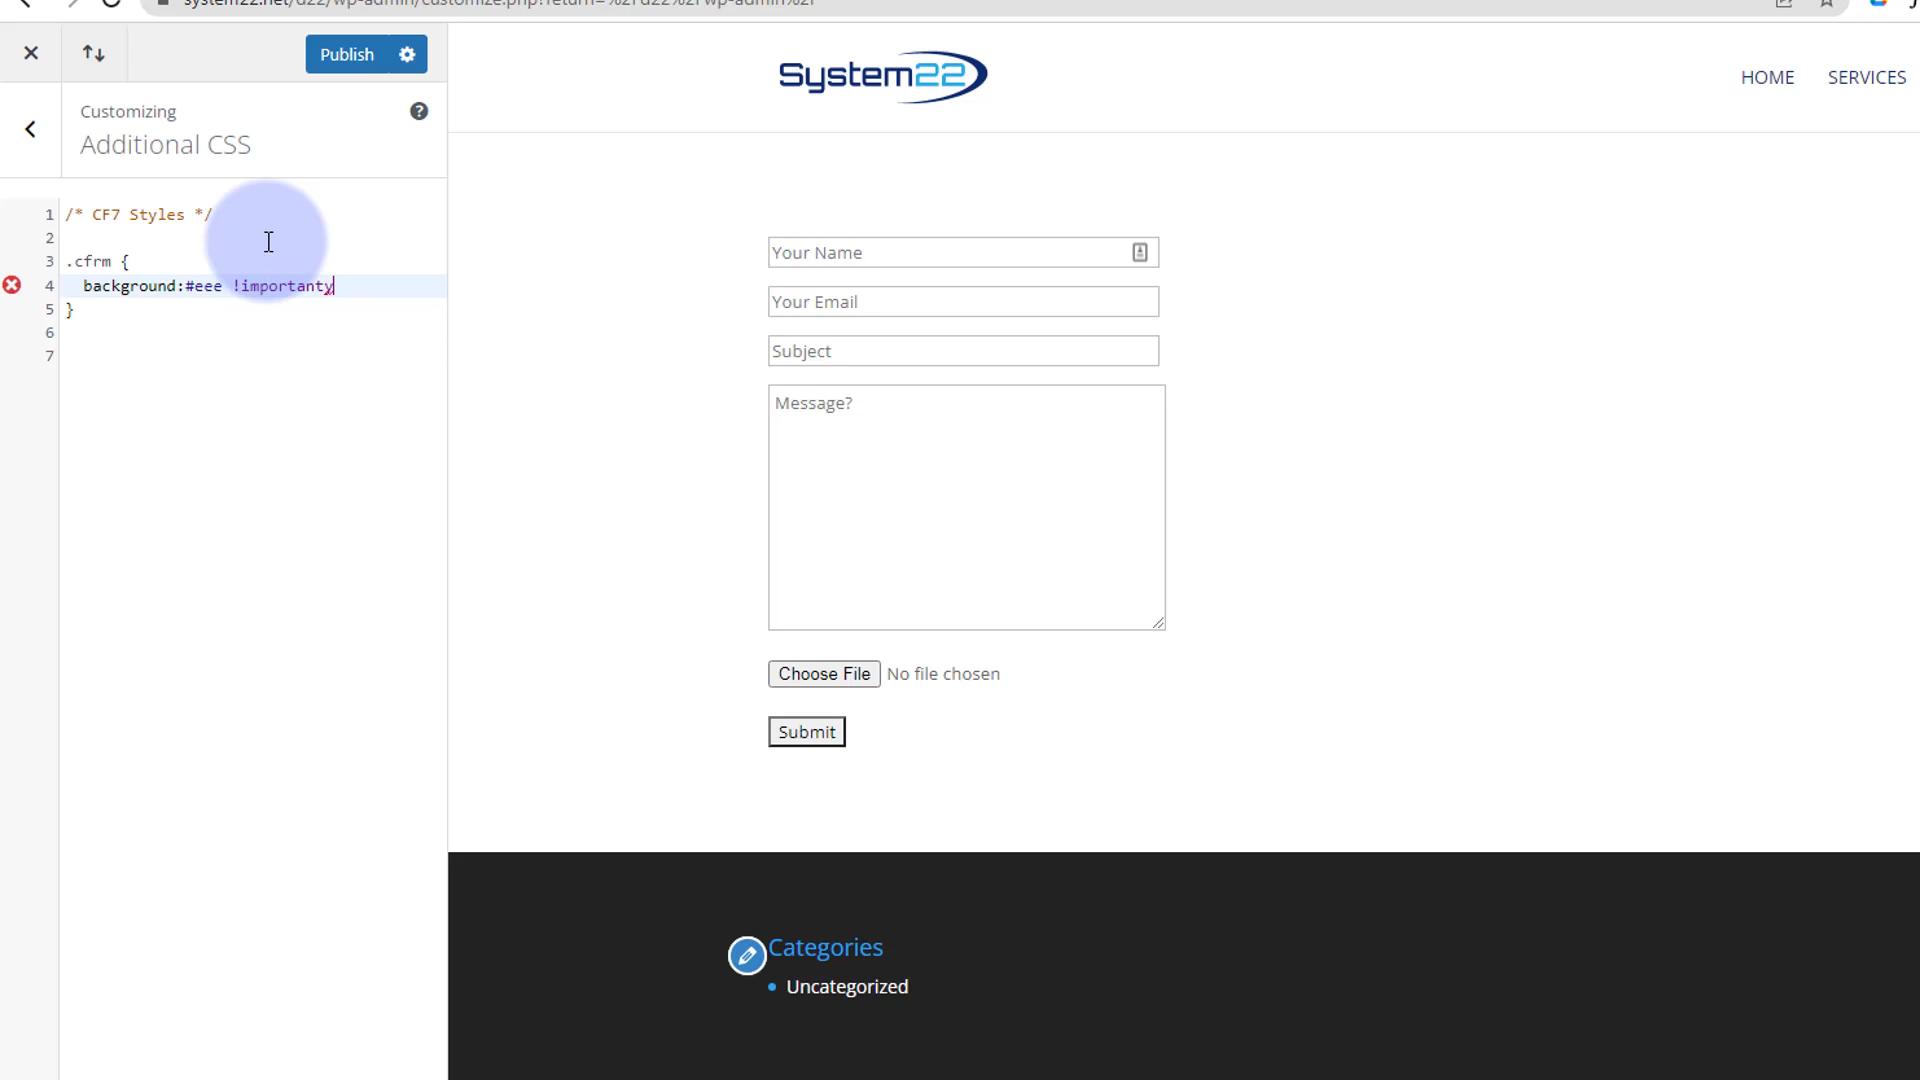 Publish
Customizing
Additional CSS
1 /* CF7 Styles */
2
3 .cfrm {
4 background:#eee !importanty
5 }
6
7
System22
HOME SERVICES
Your Name
Your Email
Subject
Message?
Choose File No file chosen
Submit
Categories
Uncategorized